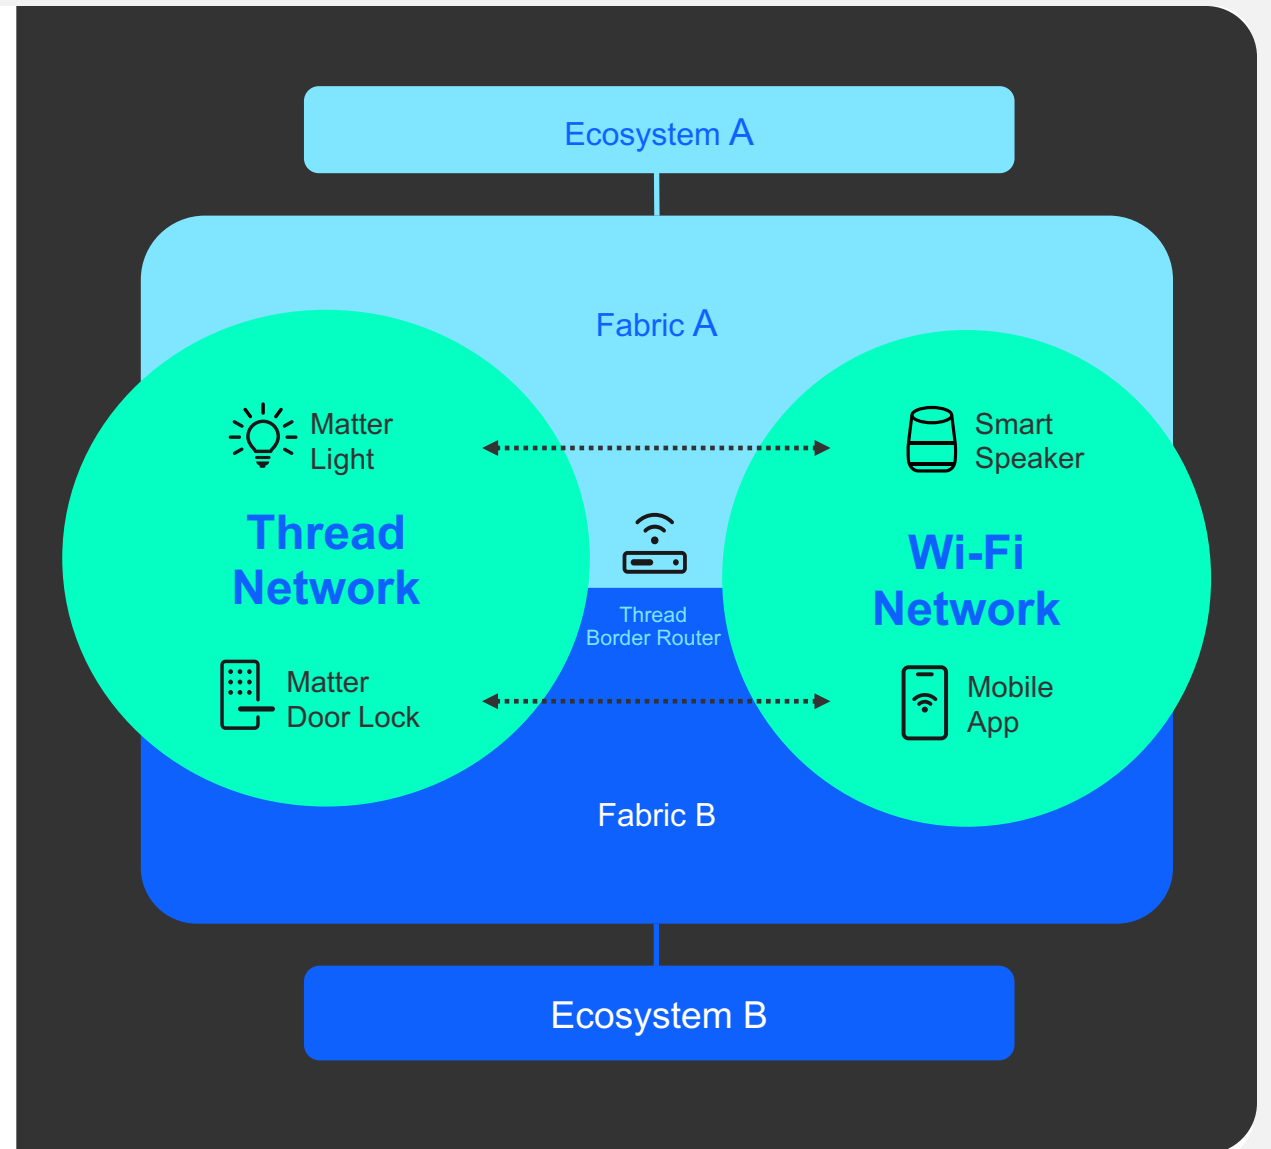 Ecosystem A
Fabric A
Matter
Light
Smart
Speaker
Thread
Network
Wi-Fi
Network
Thread
Border Router
Matter
Door Lock
Mobile
App
Fabric B
Ecosystem B